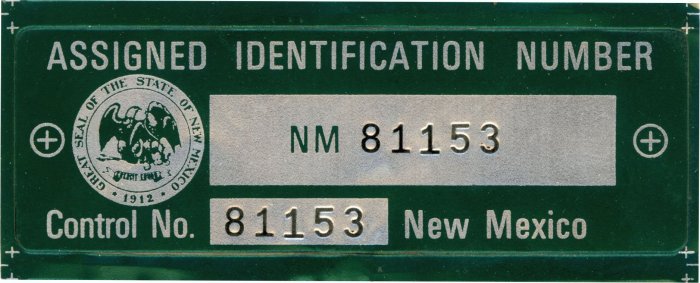 ASSIGNED IDENTIFICATION NUMBER
GREAT SEAL OF THE STATE OF NEW MEXICO
1912
NM 81153
Control No. 81153 New Mexico